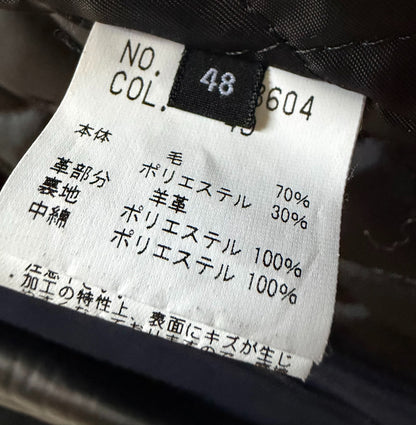 NO.
48
8604
COL.
本体 毛 70%
ポリエステル 30%
革部分 羊革
裏地 ポリエステル 100%
中綿 ポリエステル 100%
.加工の特性上、表面にキズが生じ